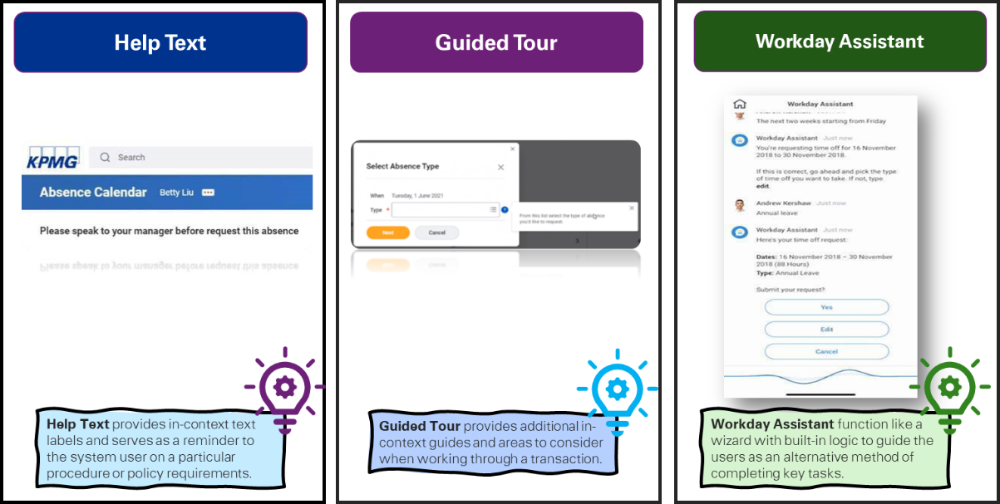 Help Text
KPMG
Search
Absence Calendar Betty Liu
Please speak to your manager before request this absence
Help Text provides in-context text
labels and serves as a reminder to
the system user on a particular
procedure or policy requirements.
Guided Tour
Select Absence Type
When Tuesday, 1 June 2021
Type *
From this list select the type of absence
you'd like to request.
Next Cancel
Guided Tour provides additional in-
context guides and areas to consider
when working through a transaction.
Workday Assistant
Workday Assistant
The next two weeks starting from Friday
Workday Assistant Just now
You're requesting time off for 16 November
2018 to 30 November 2018.
If this is correct, go ahead and pick the type
of time off you want to take. If not, type
edit.
Andrew Kershaw Just now
Annual leave
Workday Assistant Just now
Here's your time off request:
Dates: 16 November 2018 – 30 November
2018 (88 Hours)
Type: Annual Leave
Submit your request?
Yes
Edit
Cancel
Workday Assistant function like a
wizard with built-in logic to guide the
users as an alternative method of
completing key tasks.